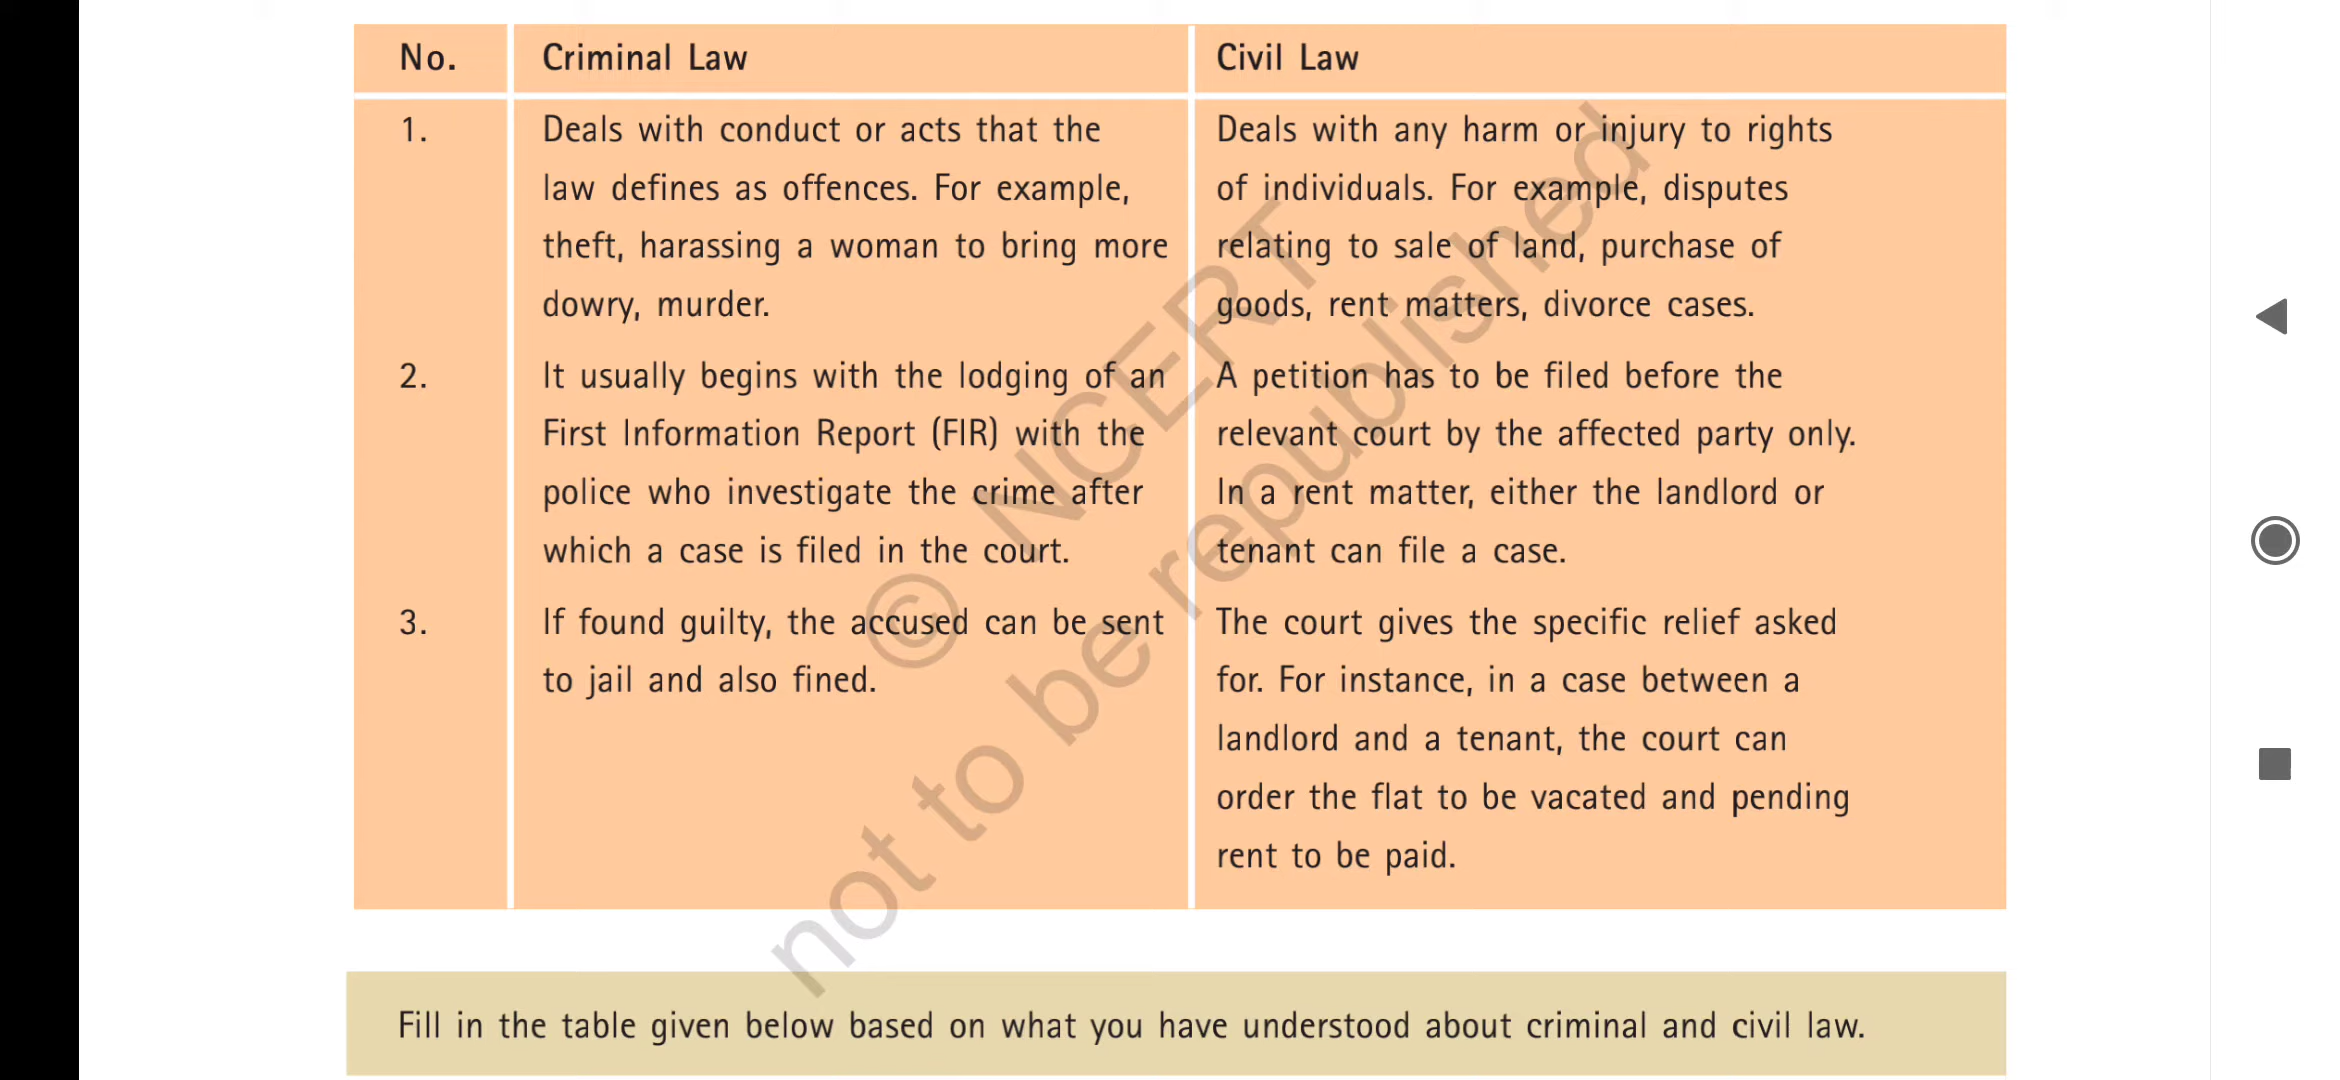 No. Criminal Law Civil Law
1. Deals with conduct or acts that the
law defines as offences. For example,
theft, harassing a woman to bring more
dowry, murder.
Deals with any harm or injury to rights
of individuals. For example, disputes
relating to sale of land, purchase of
goods, rent matters, divorce cases.
2. It usually begins with the lodging of an
First Information Report (FIR) with the
police who investigate the crime after
which a case is filed in the court.
A petition has to be filed before the
relevant court by the affected party only.
In a rent matter, either the landlord or
tenant can file a case.
3. If found guilty, the accused can be sent
to jail and also fined.
The court gives the specific relief asked
for. For instance, in a case between a
landlord and a tenant, the court can
order the flat to be vacated and pending
rent to be paid.
© NCERT
not to be republished
Fill in the table given below based on what you have understood about criminal and civil law.